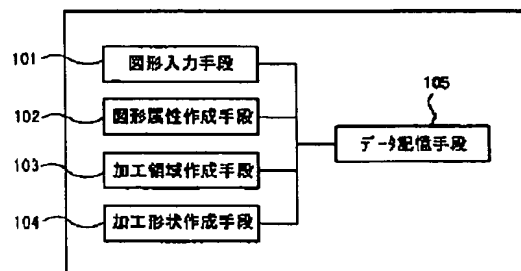 101
図形入力手段
105
102
図形属性作成手段
データ記憶手段
103
加工領域作成手段
104
加工形状作成手段